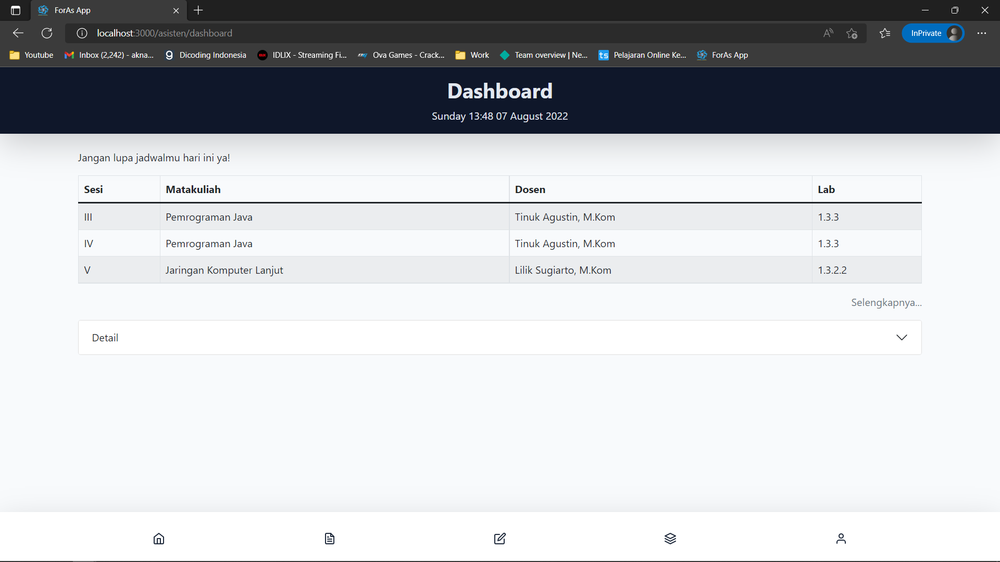 ForAs App
localhost:3000/asisten/dashboard
InPrivate
Youtube
Inbox (2,242) - akna...
Dicoding Indonesia
IDLIX - Streaming Fi...
Ova Games - Crack...
Work
Team overview | Ne...
ts
Pelajaran Online Ke...
ForAs App
Dashboard
Sunday 13:48 07 August 2022
Jangan lupa jadwalmu hari ini ya!
Sesi Matakuliah Dosen Lab
III Pemrograman Java Tinuk Agustin, M.Kom 1.3.3
IV Pemrograman Java Tinuk Agustin, M.Kom 1.3.3
V Jaringan Komputer Lanjut Lilik Sugiarto, M.Kom 1.3.2.2
Selengkapnya...
Detail